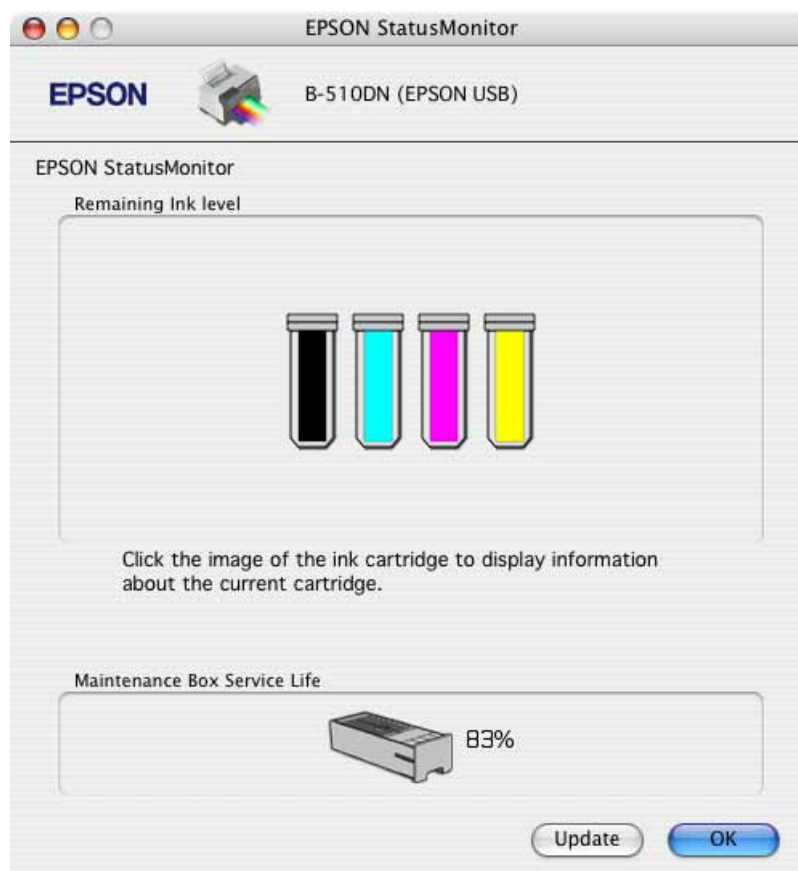 EPSON StatusMonitor
EPSON
B-510DN (EPSON USB)
EPSON StatusMonitor
Remaining Ink level
Click the image of the ink cartridge to display information
about the current cartridge.
Maintenance Box Service Life
83%
Update
OK